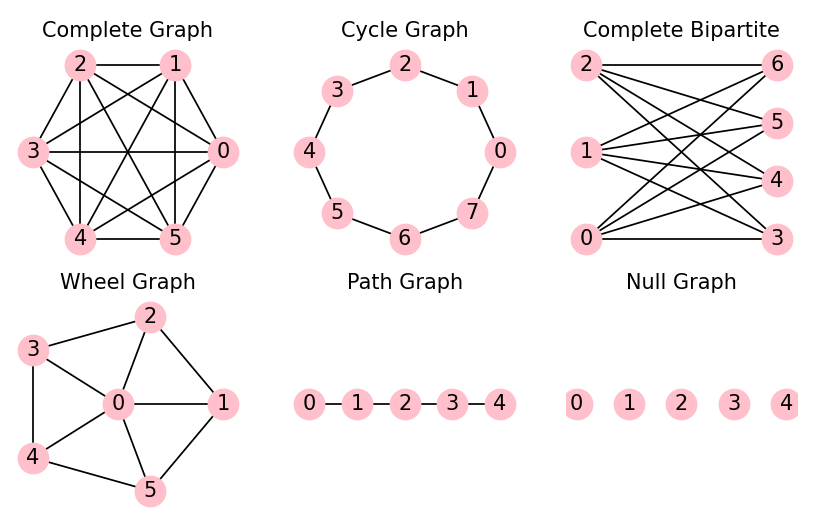 Complete Graph
2 1
3 0
4 5
Cycle Graph
2
3 1
4 0
5 7
6
Complete Bipartite
2 6
5
1
4
0 3
Wheel Graph
2
3
0 1
4
5
Path Graph
0 1 2 3 4
Null Graph
0 1 2 3 4